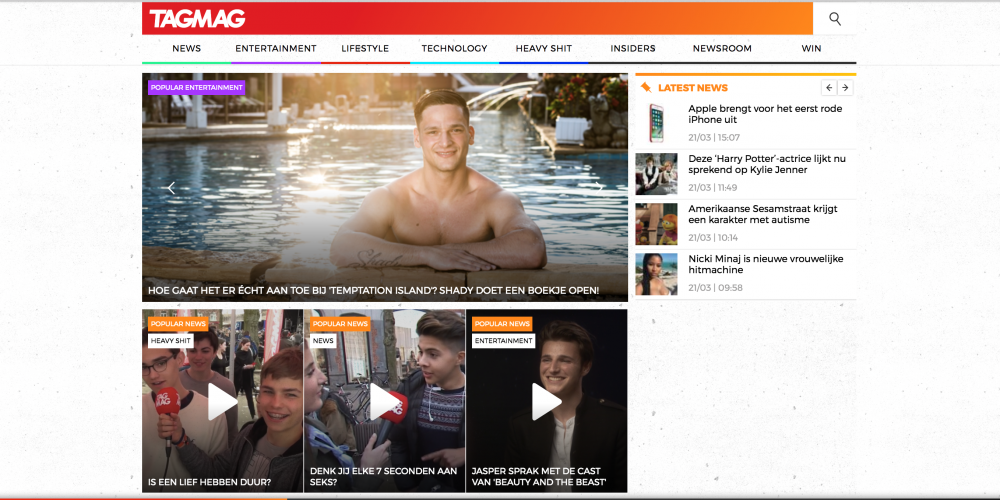 TAGMAG
NEWS
ENTERTAINMENT
LIFESTYLE
TECHNOLOGY
HEAVY SHIT
INSIDERS
NEWSROOM
WIN
POPULAR ENTERTAINMENT
Shady
HOE GAAT HET ER ÉCHT AAN TOE BIJ 'TEMPTATION ISLAND'? SHADY DOET EEN BOEKJE OPEN!
LATEST NEWS
Apple brengt voor het eerst rode
iPhone uit
21/03 | 15:07
Deze ‘Harry Potter’-actrice lijkt nu
sprekend op Kylie Jenner
21/03 | 11:49
Amerikaanse Sesamstraat krijgt
een karakter met autisme
21/03 | 10:14
Nicki Minaj is nieuwe vrouwelijke
hitmachine
21/03 | 09:58
POPULAR NEWS
HEAVY SHIT
TAG
MAG
IS EEN LIEF HEBBEN DUUR?
POPULAR NEWS
NEWS
TAG
MAG
DENK JIJ ELKE 7 SECONDEN AAN
SEKS?
POPULAR NEWS
ENTERTAINMENT
JASPER SPRAK MET DE CAST
VAN ‘BEAUTY AND THE BEAST’